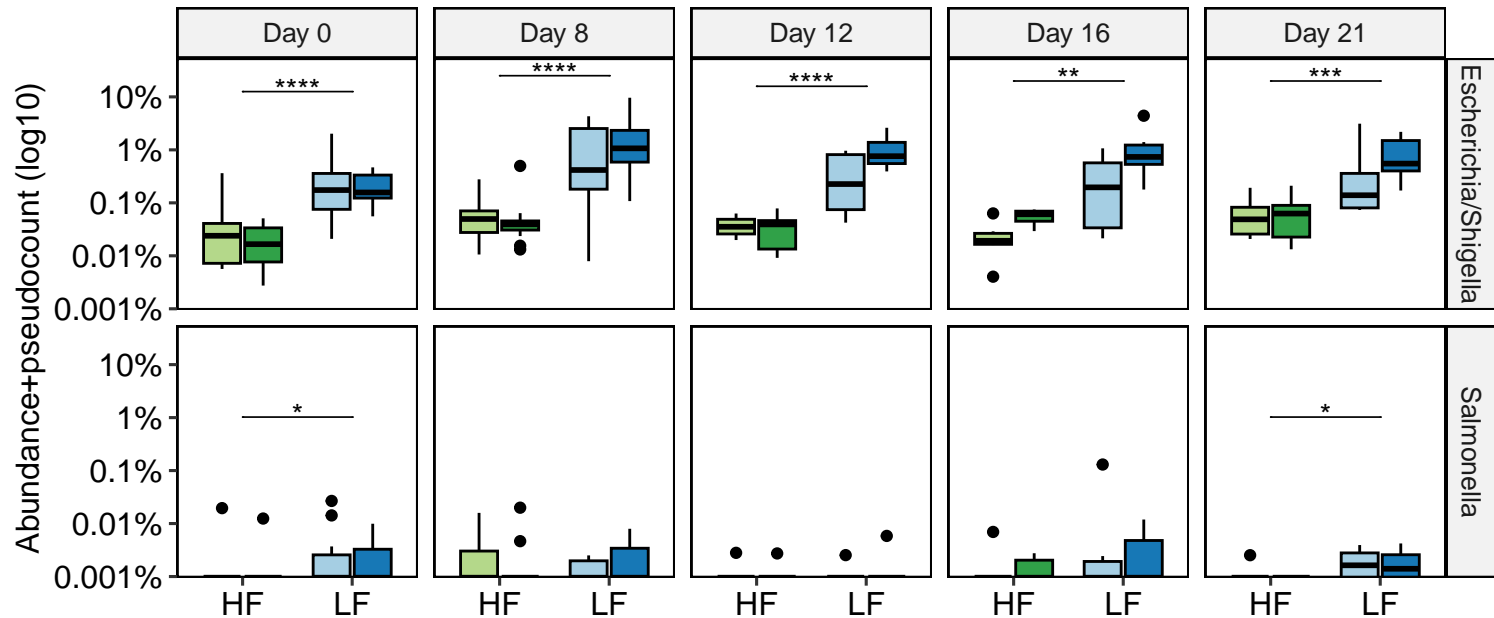 Day 0 Day 8 Day 12 Day 16 Day 21
**** **** **** ** ***
Abundance+pseudocount (log10)
10%
1%
0.1%
0.01%
0.001%
Escherichia/Shigella
* *
10%
1%
0.1%
0.01%
0.001%
Salmonella
HF LF HF LF HF LF HF LF HF LF